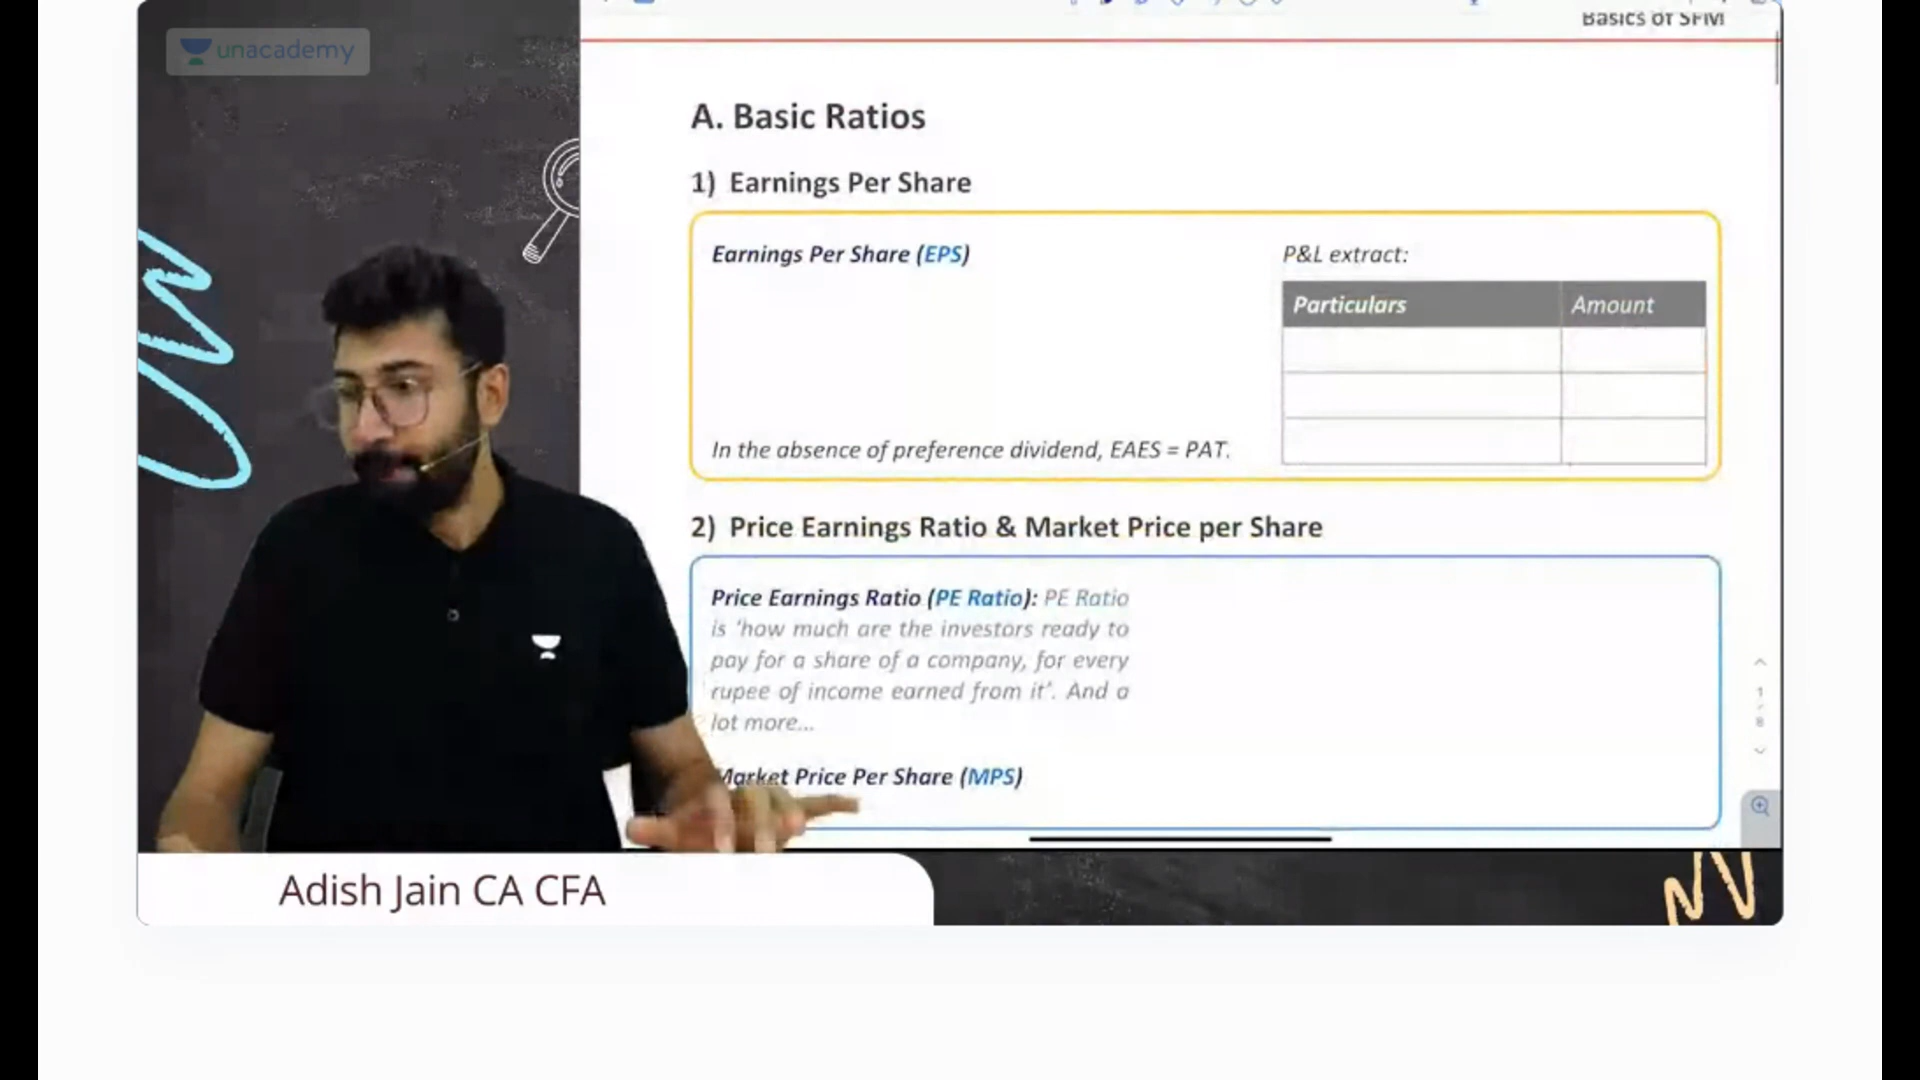 unacademy
Basics of SFM
A. Basic Ratios
1) Earnings Per Share
Earnings Per Share (EPS)
P&L extract:
Particulars Amount
In the absence of preference dividend, EAES = PAT.
2) Price Earnings Ratio & Market Price per Share
Price Earnings Ratio (PE Ratio): PE Ratio
is ‘how much are the investors ready to
pay for a share of a company, for every
rupee of income earned from it’. And a
lot more...
Market Price Per Share (MPS)
1
/
8
Adish Jain CA CFA